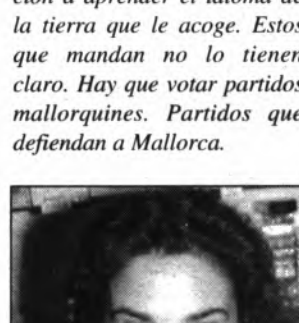 ción a aprender el idioma de
la tierra que le acoge. Estos
que mandan no lo tienen
claro. Hay que votar partidos
mallorquines. Partidos que
defiendan a Mallorca.